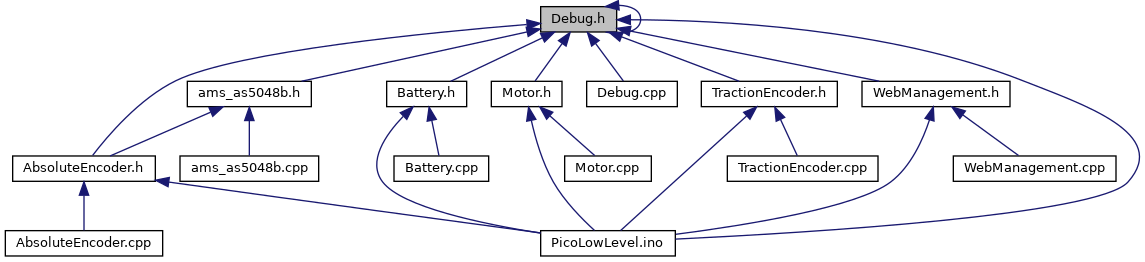 Debug.h
ams_as5048b.h
Battery.h
Motor.h
Debug.cpp
TractionEncoder.h
WebManagement.h
AbsoluteEncoder.h
ams_as5048b.cpp
Battery.cpp
Motor.cpp
TractionEncoder.cpp
WebManagement.cpp
AbsoluteEncoder.cpp
PicoLowLevel.ino